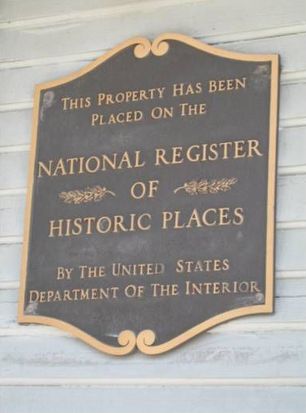 THIS PROPERTY HAS BEEN
PLACED ON THE
NATIONAL REGISTER
OF
HISTORIC PLACES
BY THE UNITED STATES
DEPARTMENT OF THE INTERIOR